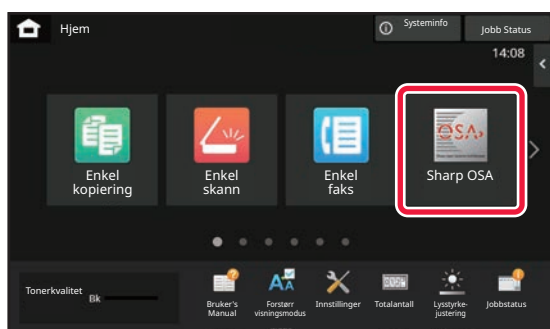 Hjem
Systeminfo
Jobb Status
14:08
OSA
Enkel
kopiering
Enkel
skann
Enkel
faks
Sharp OSA
Tonerkvalitet
Bk
Bruker's
Manual
Forstørr
visningsmodus
Innstillinger
Totalantall
Lysstyrke-
justering
Jobbstatus